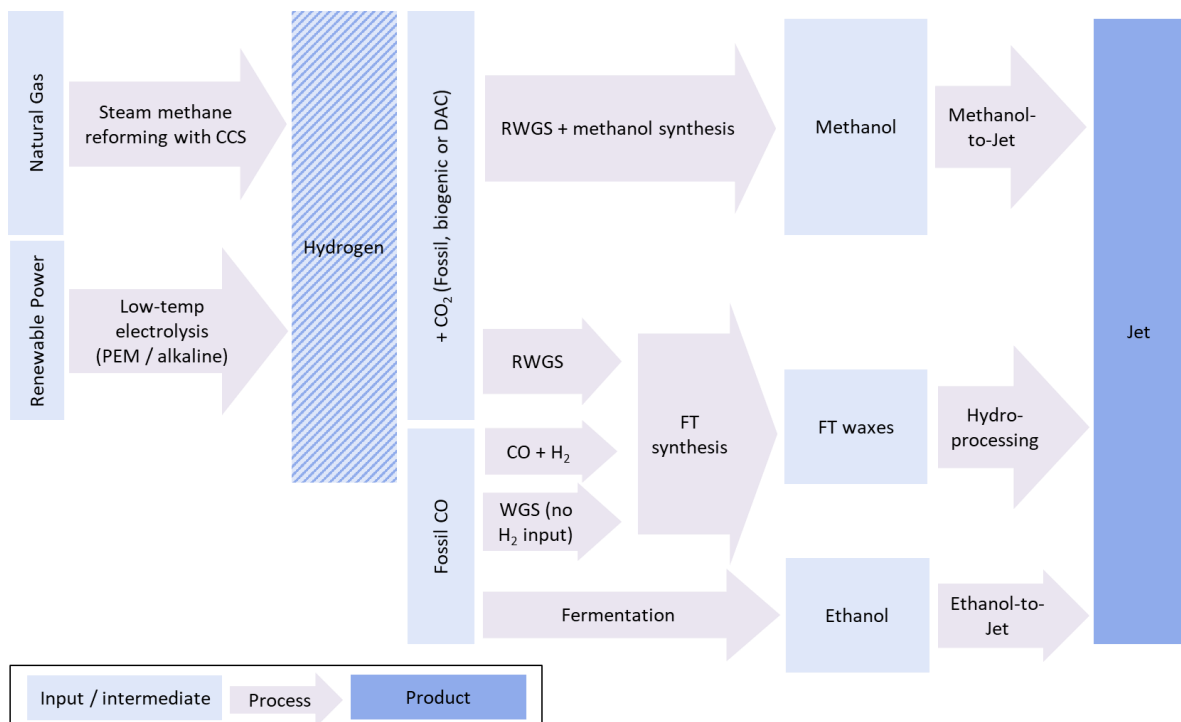 Natural Gas
Steam methane
reforming with CCS
Renewable Power
Low-temp
electrolysis
(PEM / alkaline)
Hydrogen
+ CO₂ (Fossil, biogenic or DAC)
Fossil CO
RWGS + methanol synthesis
Methanol
Methanol-
to-Jet
RWGS
CO + H₂
WGS (no
H₂ input)
FT
synthesis
FT waxes
Hydro-
processing
Fermentation
Ethanol
Ethanol-to-
Jet
Jet
Input / intermediate
Process
Product